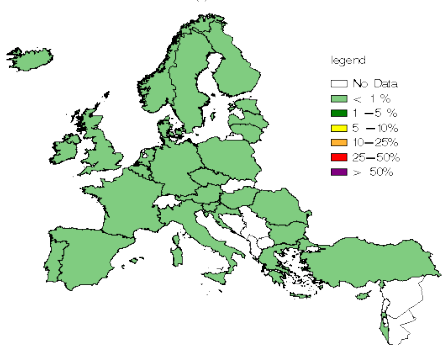 legend
No Data
< 1 %
1 –5 %
5 –10%
10–25%
25–50%
> 50%